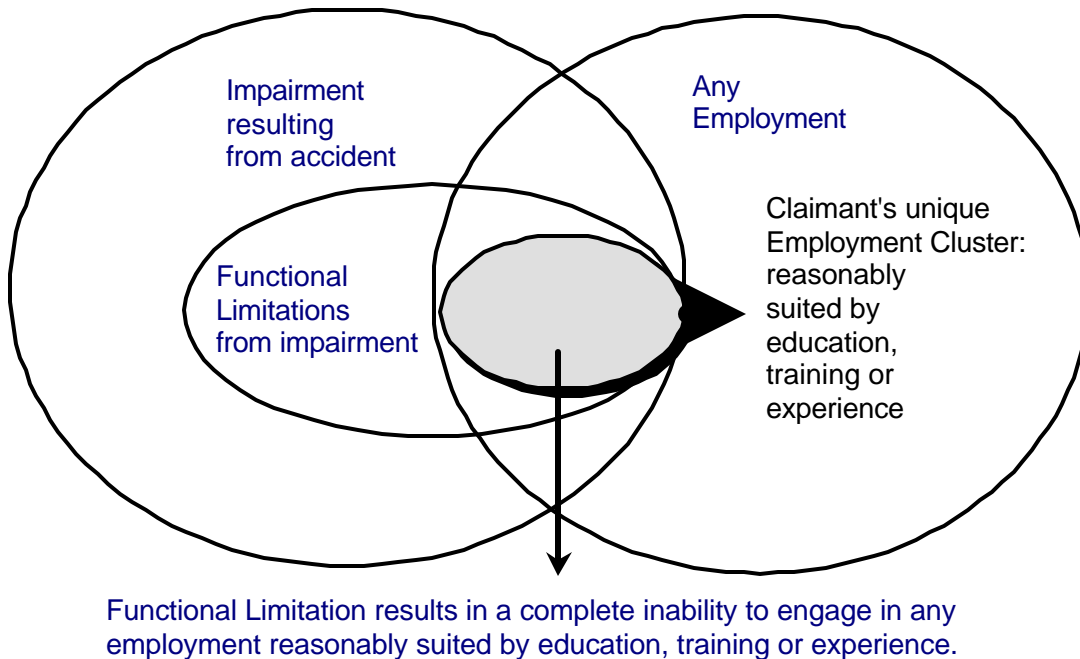 Impairment
resulting
from accident
Any
Employment
Claimant's unique
Employment Cluster:
reasonably
suited by
education,
training or
experience
Functional
Limitations
from impairment
Functional Limitation results in a complete inability to engage in any
employment reasonably suited by education, training or experience.